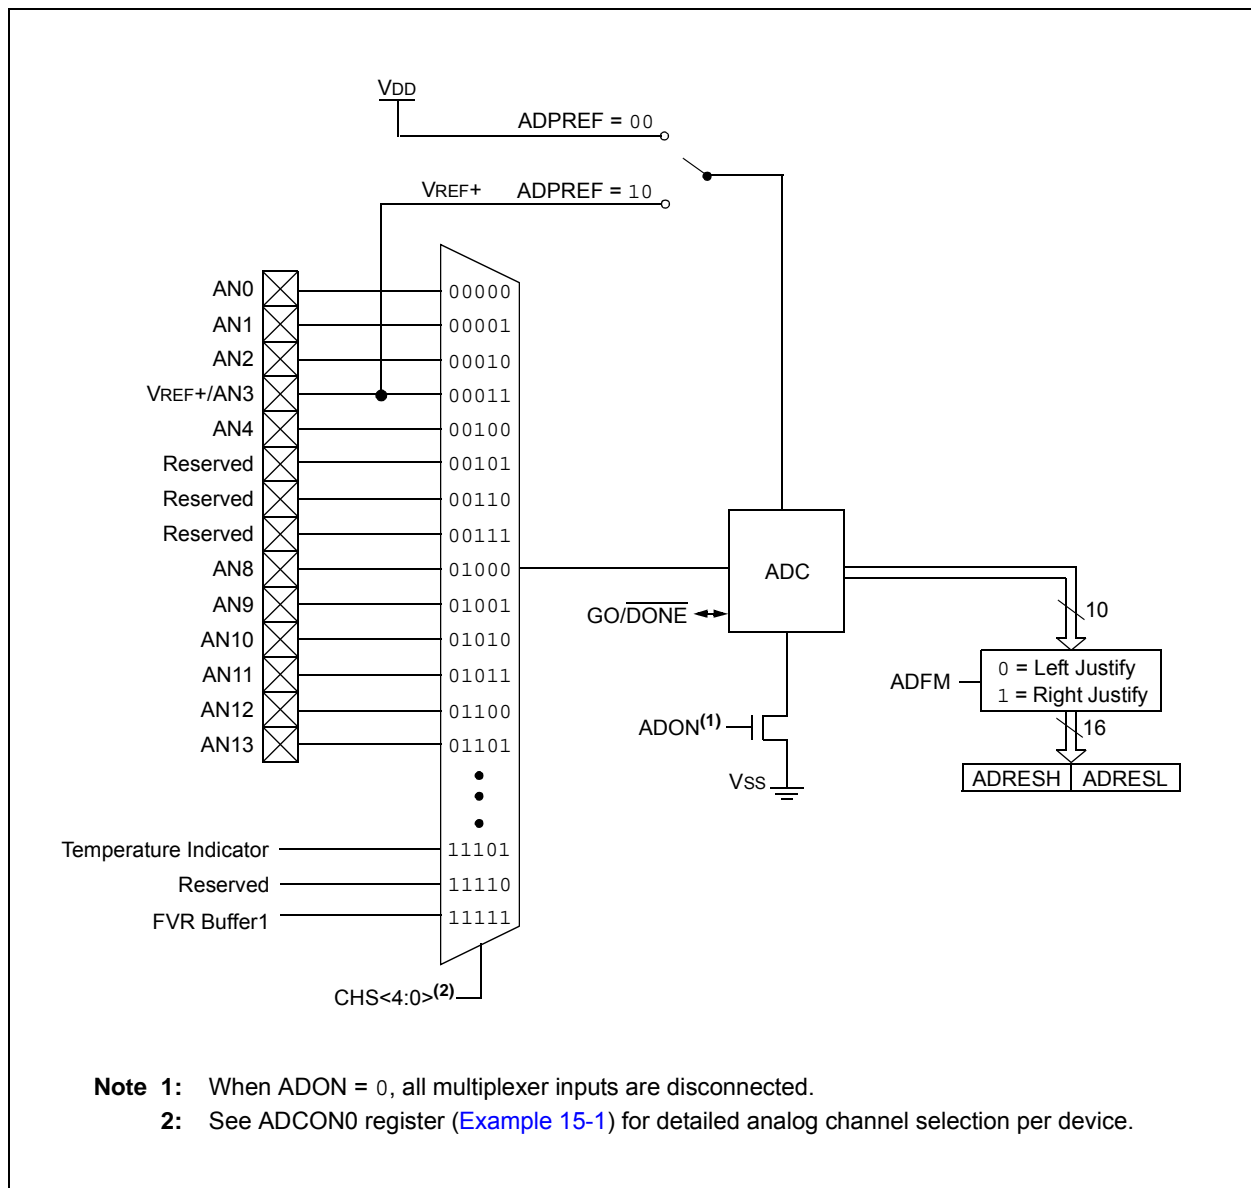 VDD
ADPREF = 00
VREF+ ADPREF = 10
AN0 00000
AN1 00001
AN2 00010
VREF+/AN3 00011
AN4 00100
Reserved 00101
Reserved 00110
Reserved 00111
AN8 01000
AN9 01001
AN10 01010
AN11 01011
AN12 01100
AN13 01101
Temperature Indicator 11101
Reserved 11110
FVR Buffer1 11111
CHS<4:0>(2)
ADC
GO/DONE
ADON(1)
VSS
10
ADFM
0 = Left Justify
1 = Right Justify
16
ADRESH ADRESL
Note 1: When ADON = 0, all multiplexer inputs are disconnected.
2: See ADCON0 register (Example 15-1) for detailed analog channel selection per device.